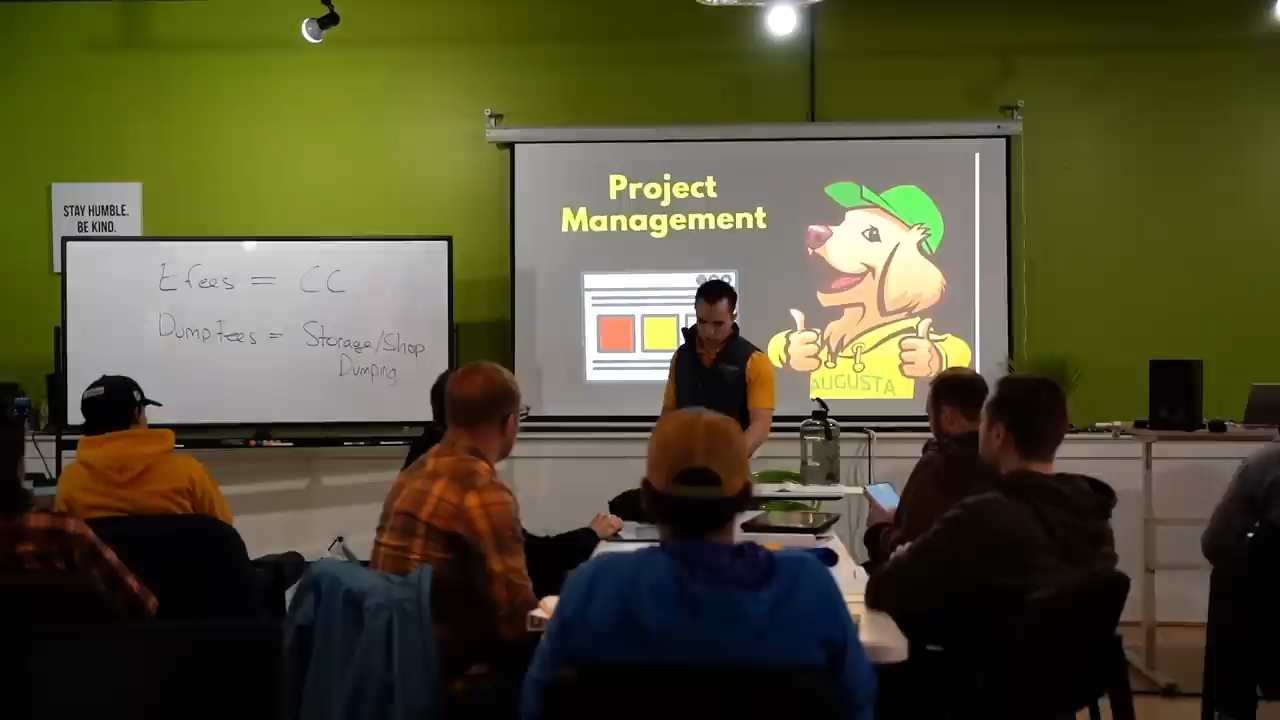 STAY HUMBLE.
BE KIND.
Efees = CC
Dump Fees = Storage/Shop
Dumping
Project
Management
AUGUSTA